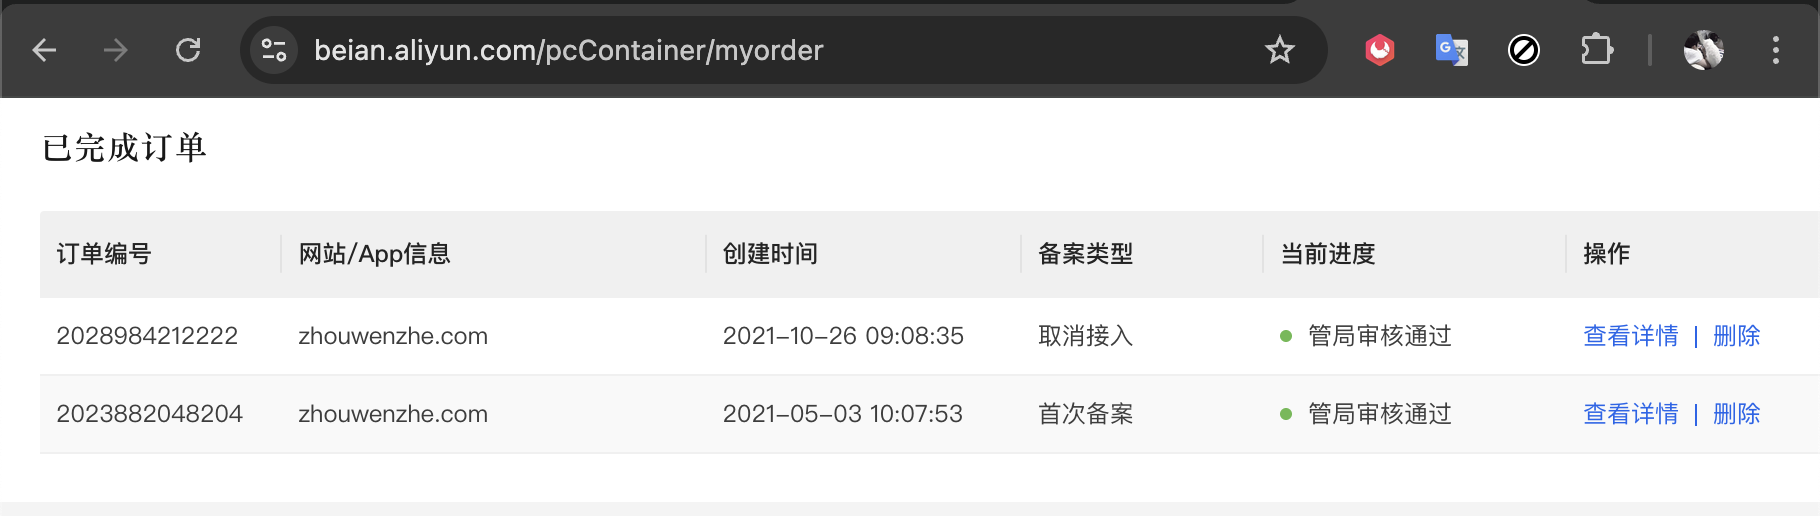 beian.aliyun.com/pcContainer/myorder
已完成订单
订单编号 网站/App信息 创建时间 备案类型 当前进度 操作
2028984212222 zhouwenzhe.com 2021-10-26 09:08:35 取消接入 管局审核通过 查看详情 | 删除
2023882048204 zhouwenzhe.com 2021-05-03 10:07:53 首次备案 管局审核通过 查看详情 | 删除